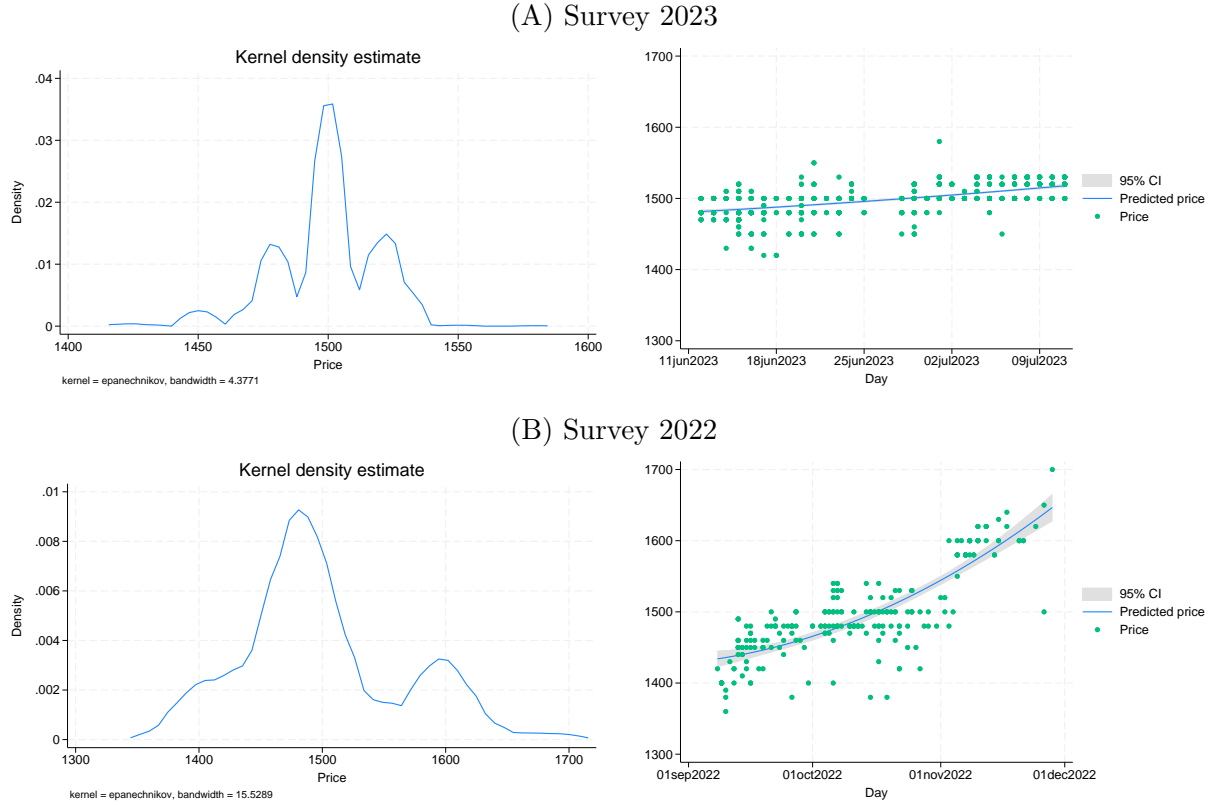 (A) Survey 2023
Kernel density estimate
.04
.03
.02
.01
0
Density
1400 1450 1500 1550 1600
Price
kernel = epanechnikov, bandwidth = 4.3771
1700
1600
1500
1400
1300
11jun2023 18jun2023 25jun2023 02jul2023 09jul2023
Day
95% CI
Predicted price
Price
(B) Survey 2022
Kernel density estimate
.01
.008
.006
.004
.002
0
Density
1300 1400 1500 1600 1700
Price
kernel = epanechnikov, bandwidth = 15.5289
1700
1600
1500
1400
1300
01sep2022 01oct2022 01nov2022 01dec2022
Day
95% CI
Predicted price
Price